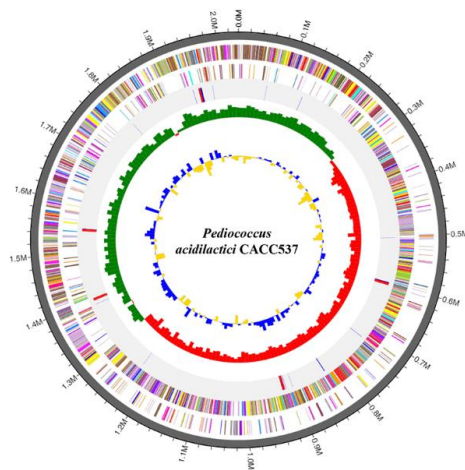 0.0M
0.1M
0.2M
0.3M
0.4M
0.5M
0.6M
0.7M
0.8M
0.9M
1.0M
1.1M
1.2M
1.3M
1.4M
1.5M
1.6M
1.7M
1.8M
1.9M
2.0M
Pediococcus
acidilactici CACC537